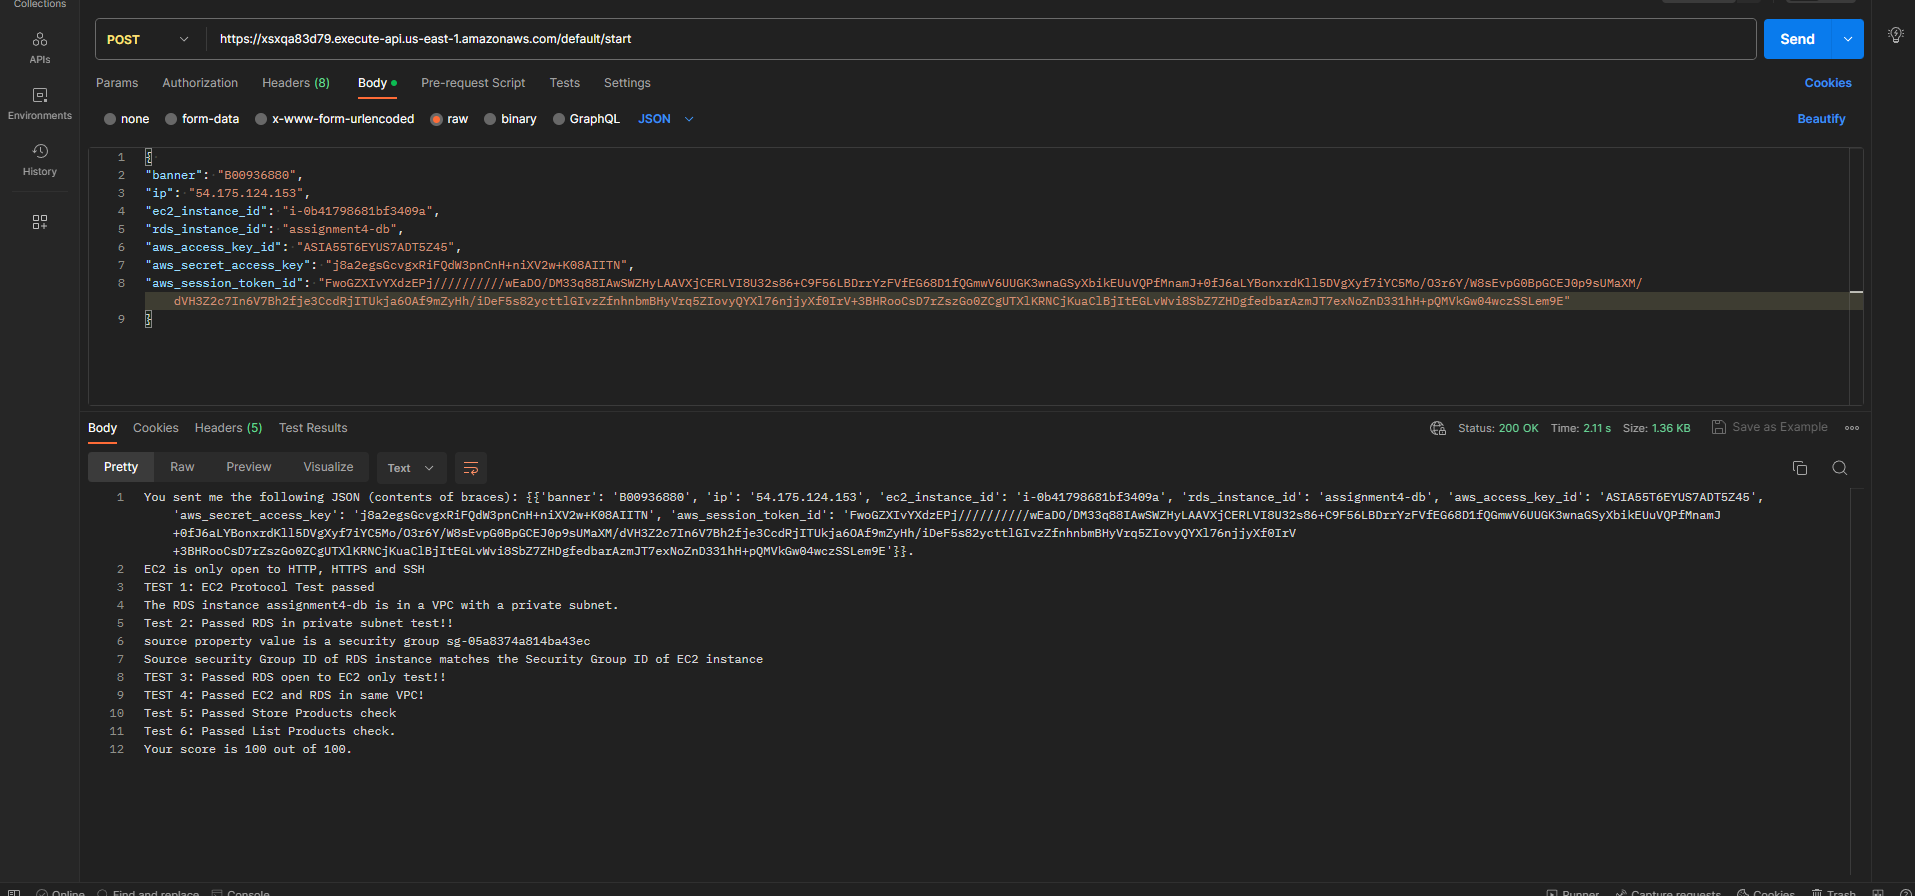 Collections
POST
https://xsxqa83d79.execute-api.us-east-1.amazonaws.com/default/start
Send
APIs
Params Authorization Headers (8) Body Pre-request Script Tests Settings Cookies
Environments
none form-data x-www-form-urlencoded raw binary GraphQL JSON Beautify
History
1 {
2 "banner": "B00936880",
3 "ip": "54.175.124.153",
4 "ec2_instance_id": "i-0b41798681bf3409a",
5 "rds_instance_id": "assignment4-db",
6 "aws_access_key_id": "ASIA55T6EYUS7ADT5Z45",
7 "aws_secret_access_key": "j8a2egsGcvgxRiFQdW3pnCnH+niXV2w+K08AIITN",
8 "aws_session_token_id": "FwoGZXIvYXdzEPj//////////wEaDO/DM33q88IAwSWZHyLAAVXjCERLVI8U32s86+C9F56LBDrrYzFVfEG68D1fQGmwV6UUGK3wnaGSyXbikEUuVQPfMnamJ+0fJ6aLYBonxrdKll5DVgXyf7iYC5Mo/O3r6Y/W8sEvpG0BpGCEJ0p9sUMaXM/
dVH3Z2c7In6V7Bh2fje3CcdRjITUkja6OAf9mZyHh/iDeF5s82ycttlGIvzZfnhnbmBHyVrq5ZIovyQYXl76njjyXf0IrV+3BHRooCsD7rZszGo0ZCgUTXlKRNCjKuaClBjItEGLvWvi8SbZ7ZHDgfedbarAzmJT7exNoZnD331hH+pQMVkGw04wczSSLem9E"
9 }
Body Cookies Headers (5) Test Results Status: 200 OK Time: 2.11 s Size: 1.36 KB Save as Example
Pretty Raw Preview Visualize Text
1 You sent me the following JSON (contents of braces): {{'banner': 'B00936880', 'ip': '54.175.124.153', 'ec2_instance_id': 'i-0b41798681bf3409a', 'rds_instance_id': 'assignment4-db', 'aws_access_key_id': 'ASIA55T6EYUS7ADT5Z45',
'aws_secret_access_key': 'j8a2egsGcvgxRiFQdW3pnCnH+niXV2w+K08AIITN', 'aws_session_token_id': 'FwoGZXIvYXdzEPj//////////wEaDO/DM33q88IAwSWZHyLAAVXjCERLVI8U32s86+C9F56LBDrrYzFVfEG68D1fQGmwV6UUGK3wnaGSyXbikEUuVQPfMnamJ
+0fJ6aLYBonxrdKll5DVgXyf7iYC5Mo/O3r6Y/W8sEvpG0BpGCEJ0p9sUMaXM/dVH3Z2c7In6V7Bh2fje3CcdRjITUkja6OAf9mZyHh/iDeF5s82ycttlGIvzZfnhnbmBHyVrq5ZIovyQYXl76njjyXf0IrV
+3BHRooCsD7rZszGo0ZCgUTXlKRNCjKuaClBjItEGLvWvi8SbZ7ZHDgfedbarAzmJT7exNoZnD331hH+pQMVkGw04wczSSLem9E'}}.
2 EC2 is only open to HTTP, HTTPS and SSH
3 TEST 1: EC2 Protocol Test passed
4 The RDS instance assignment4-db is in a VPC with a private subnet.
5 Test 2: Passed RDS in private subnet test!!
6 source property value is a security group sg-05a8374a814ba43ec
7 Source security Group ID of RDS instance matches the Security Group ID of EC2 instance
8 TEST 3: Passed RDS open to EC2 only test!!
9 TEST 4: Passed EC2 and RDS in same VPC!
10 Test 5: Passed Store Products check
11 Test 6: Passed List Products check.
12 Your score is 100 out of 100.
Online Find and replace Console Runner Capture requests Cookies Trash